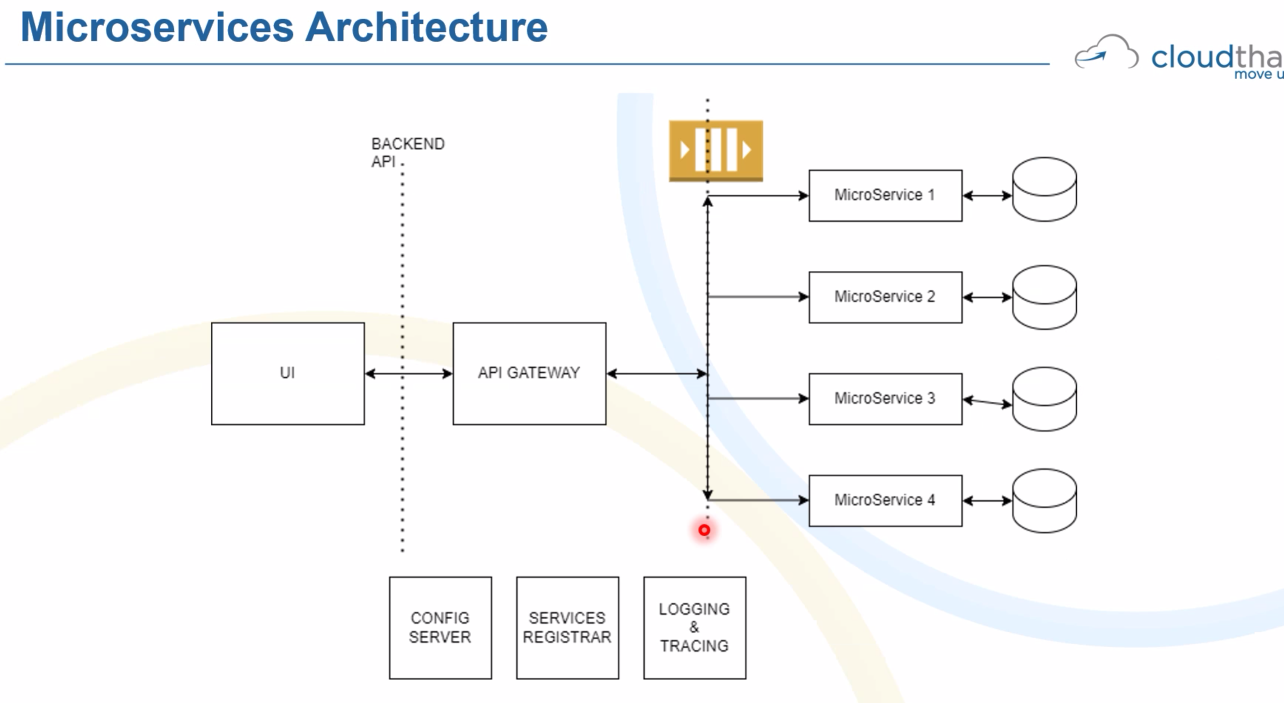 Microservices Architecture
cloudtha
move u
BACKEND
API
MicroService 1
MicroService 2
UI
API GATEWAY
MicroService 3
MicroService 4
CONFIG
SERVER
SERVICES
REGISTRAR
LOGGING
&
TRACING